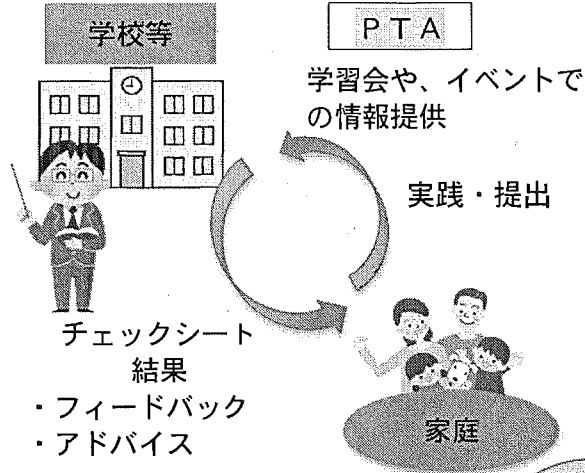 学校等
PTA
学習会や、イベントで
の情報提供
実践・提出
チェックシート
結果
・フィードバック
・アドバイス
家庭